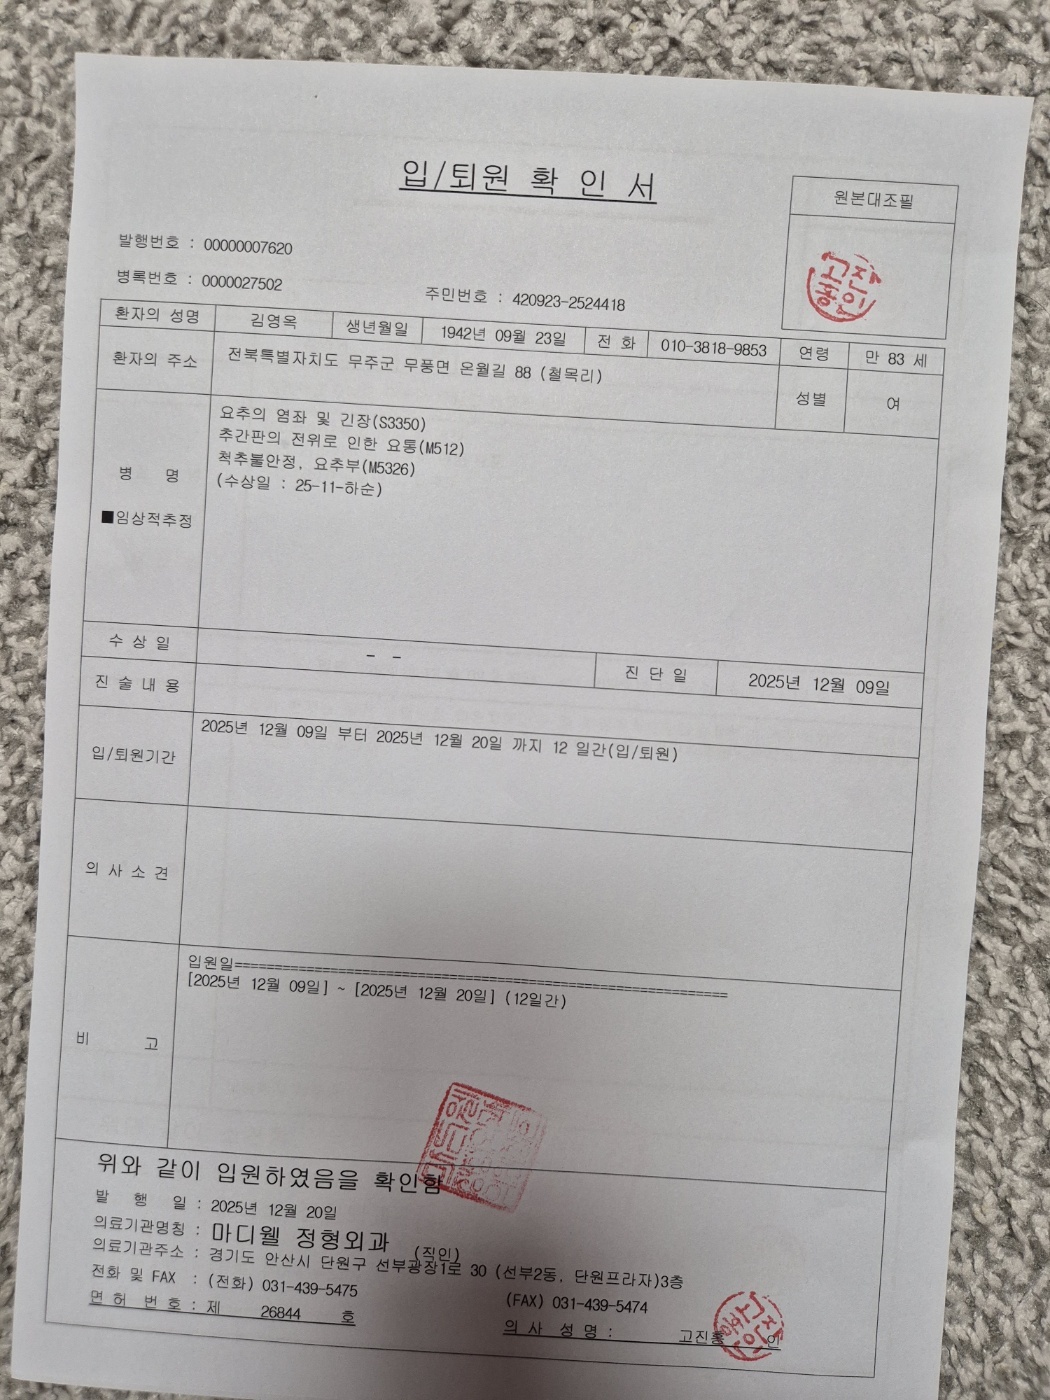 입/퇴원 확 인 서
원본대조필
발행번호 : 00000007620
병록번호 : 0000027502
주민번호 : 420923-2524418
환자의 성명 김영옥 생년월일 1942년 09월 23일 전 화 010-3818-9853 연령 만 83 세
환자의 주소 전북특별자치도 무주군 무풍면 온월길 88 (철목리) 성별 여
병 명
■임상적추정
요추의 염좌 및 긴장(S3350)
추간판의 전위로 인한 요통(M512)
척추불안정, 요추부(M5326)
(수상일 : 25-11-하순)
수 상 일 - - 진 단 일 2025년 12월 09일
진 술 내 용
입/퇴원기간 2025년 12월 09일 부터 2025년 12월 20일 까지 12 일간(입/퇴원)
의 사 소 견
비 고
입원일==========================================================
[2025년 12월 09일] ~ [2025년 12월 20일] (12일간)
위와 같이 입원하였음을 확인함
발 행 일 : 2025년 12월 20일
의료기관명칭 : 마디웰 정형외과 (직인)
의료기관주소 : 경기도 안산시 단원구 선부광장1로 30 (선부2동, 단원프라자)3층
전화 및 FAX : (전화) 031-439-5475 (FAX) 031-439-5474
면 허 번 호 : 제 26844 호 의 사 성 명 : 고진홍 인